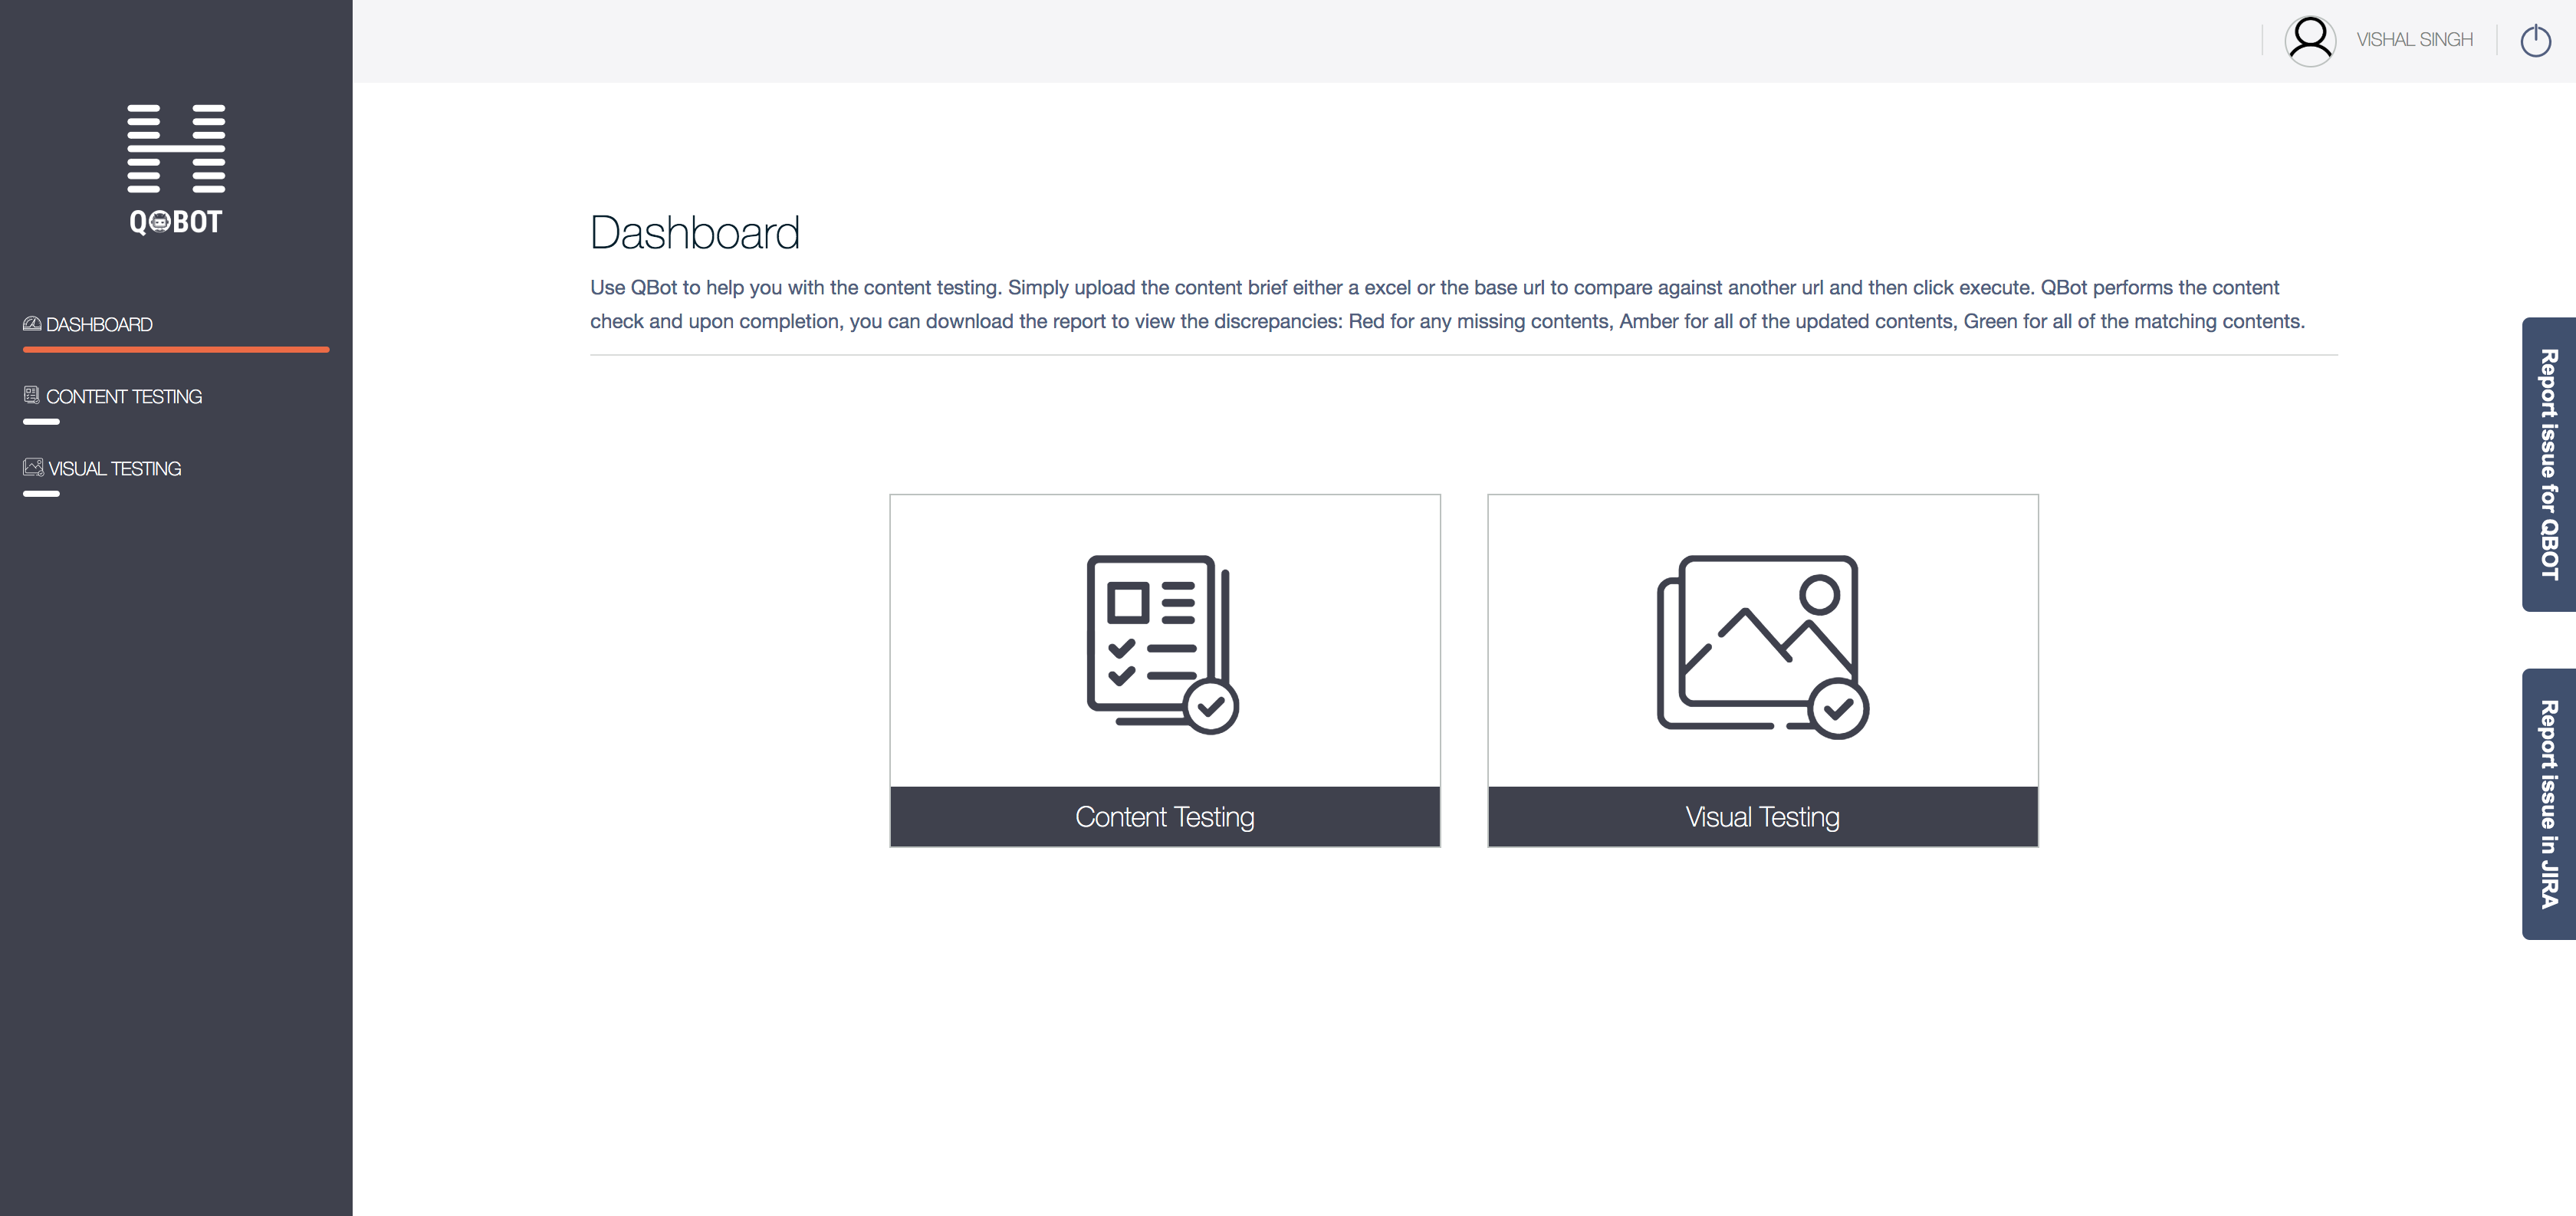 VISHAL SINGH
QBOT
DASHBOARD
CONTENT TESTING
VISUAL TESTING
Dashboard
Use QBot to help you with the content testing. Simply upload the content brief either a excel or the base url to compare against another url and then click execute. QBot performs the content
check and upon completion, you can download the report to view the discrepancies: Red for any missing contents, Amber for all of the updated contents, Green for all of the matching contents.
Content Testing
Visual Testing
Report issue for QBOT
Report issue in JIRA